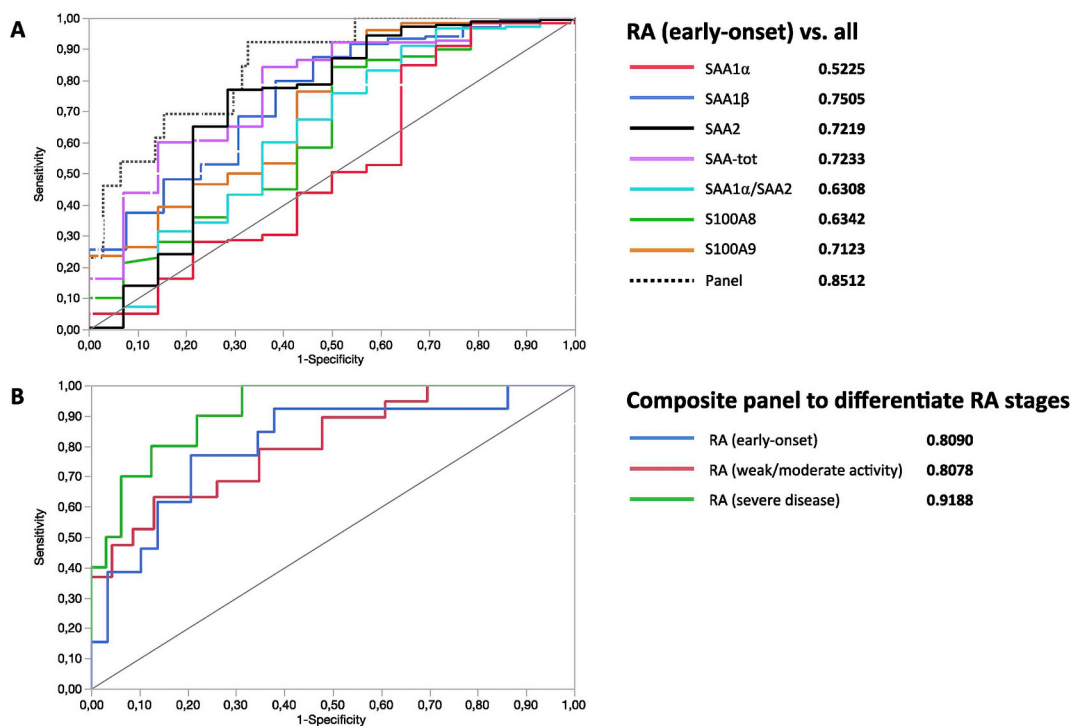 A
RA (early-onset) vs. all
1,00
0,90
0,80
0,70
0,60
0,50
0,40
0,30
0,20
0,10
0,00
Sensitivity
0,00 0,10 0,20 0,30 0,40 0,50 0,60 0,70 0,80 0,90 1,00
1-Specificity
SAA1α 0.5225
SAA1β 0.7505
SAA2 0.7219
SAA-tot 0.7233
SAA1α/SAA2 0.6308
S100A8 0.6342
S100A9 0.7123
Panel 0.8512
B
Composite panel to differentiate RA stages
1,00
0,90
0,80
0,70
0,60
0,50
0,40
0,30
0,20
0,10
0,00
Sensitivity
0,00 0,10 0,20 0,30 0,40 0,50 0,60 0,70 0,80 0,90 1,00
1-Specificity
RA (early-onset) 0.8090
RA (weak/moderate activity) 0.8078
RA (severe disease) 0.9188